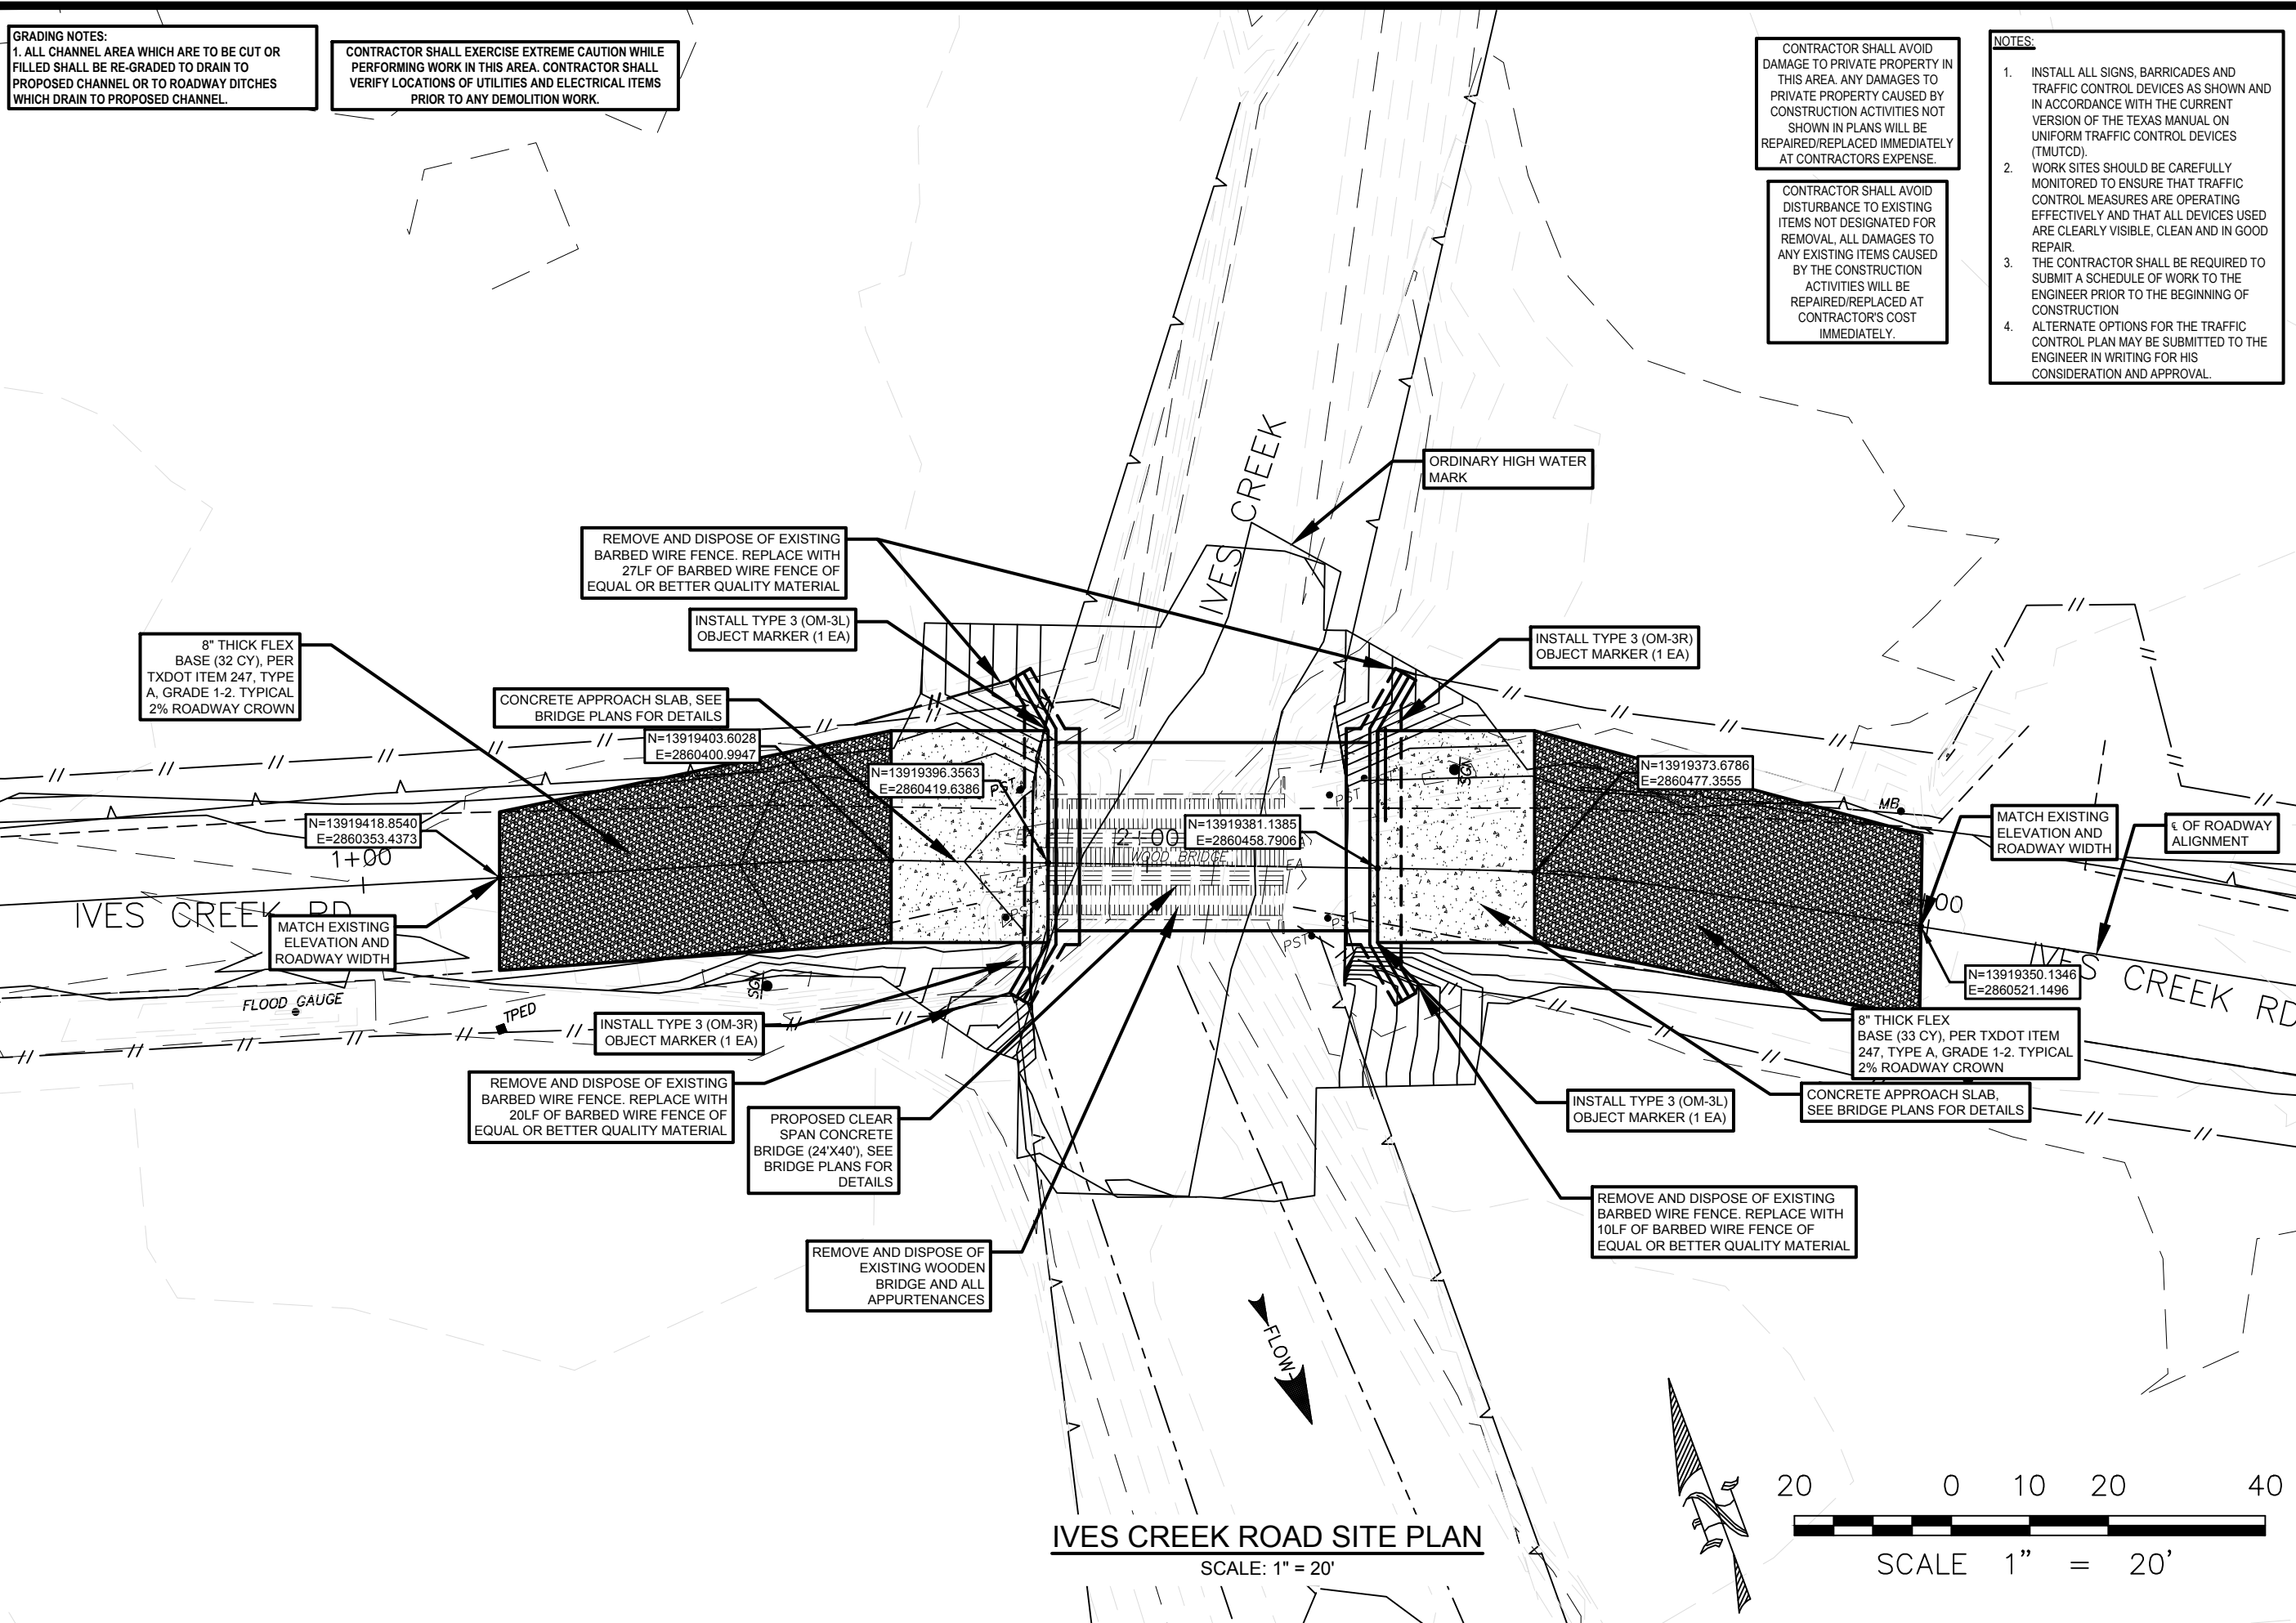 GRADING NOTES:
1. ALL CHANNEL AREA WHICH ARE TO BE CUT OR
FILLED SHALL BE RE-GRADED TO DRAIN TO
PROPOSED CHANNEL OR TO ROADWAY DITCHES
WHICH DRAIN TO PROPOSED CHANNEL.
CONTRACTOR SHALL EXERCISE EXTREME CAUTION WHILE
PERFORMING WORK IN THIS AREA. CONTRACTOR SHALL
VERIFY LOCATIONS OF UTILITIES AND ELECTRICAL ITEMS
PRIOR TO ANY DEMOLITION WORK.
CONTRACTOR SHALL AVOID
DAMAGE TO PRIVATE PROPERTY IN
THIS AREA. ANY DAMAGES TO
PRIVATE PROPERTY CAUSED BY
CONSTRUCTION ACTIVITIES NOT
SHOWN IN PLANS WILL BE
REPAIRED/REPLACED IMMEDIATELY
AT CONTRACTORS EXPENSE.
CONTRACTOR SHALL AVOID
DISTURBANCE TO EXISTING
ITEMS NOT DESIGNATED FOR
REMOVAL, ALL DAMAGES TO
ANY EXISTING ITEMS CAUSED
BY THE CONSTRUCTION
ACTIVITIES WILL BE
REPAIRED/REPLACED AT
CONTRACTOR'S COST
IMMEDIATELY.
NOTES:
1. INSTALL ALL SIGNS, BARRICADES AND
TRAFFIC CONTROL DEVICES AS SHOWN AND
IN ACCORDANCE WITH THE CURRENT
VERSION OF THE TEXAS MANUAL ON
UNIFORM TRAFFIC CONTROL DEVICES
(TMUTCD).
2. WORK SITES SHOULD BE CAREFULLY
MONITORED TO ENSURE THAT TRAFFIC
CONTROL MEASURES ARE OPERATING
EFFECTIVELY AND THAT ALL DEVICES USED
ARE CLEARLY VISIBLE, CLEAN AND IN GOOD
REPAIR.
3. THE CONTRACTOR SHALL BE REQUIRED TO
SUBMIT A SCHEDULE OF WORK TO THE
ENGINEER PRIOR TO THE BEGINNING OF
CONSTRUCTION
4. ALTERNATE OPTIONS FOR THE TRAFFIC
CONTROL PLAN MAY BE SUBMITTED TO THE
ENGINEER IN WRITING FOR HIS
CONSIDERATION AND APPROVAL.
IVES CREEK
ORDINARY HIGH WATER
MARK
REMOVE AND DISPOSE OF EXISTING
BARBED WIRE FENCE. REPLACE WITH
27LF OF BARBED WIRE FENCE OF
EQUAL OR BETTER QUALITY MATERIAL
INSTALL TYPE 3 (OM-3L)
OBJECT MARKER (1 EA)
INSTALL TYPE 3 (OM-3R)
OBJECT MARKER (1 EA)
8" THICK FLEX
BASE (32 CY), PER
TXDOT ITEM 247, TYPE
A, GRADE 1-2. TYPICAL
2% ROADWAY CROWN
CONCRETE APPROACH SLAB, SEE
BRIDGE PLANS FOR DETAILS
N=13919403.6028
E=2860400.9947
N=13919396.3563
E=2860419.6386
PST
PST
SGN
N=13919373.6786
E=2860477.3555
MB
N=13919418.8540
E=2860353.4373
1+00
2+00
WOOD BRIDGE
N=13919381.1385
E=2860458.7906
EA
EA
MATCH EXISTING
ELEVATION AND
ROADWAY WIDTH
℄ OF ROADWAY
ALIGNMENT
IVES CREEK RD
MATCH EXISTING
ELEVATION AND
ROADWAY WIDTH
PST
PST
PST
+00
IVES CREEK RD
N=13919350.1346
E=2860521.1496
SGN
FLOOD GAUGE
TPED
INSTALL TYPE 3 (OM-3R)
OBJECT MARKER (1 EA)
8" THICK FLEX
BASE (33 CY), PER TXDOT ITEM
247, TYPE A, GRADE 1-2. TYPICAL
2% ROADWAY CROWN
REMOVE AND DISPOSE OF EXISTING
BARBED WIRE FENCE. REPLACE WITH
20LF OF BARBED WIRE FENCE OF
EQUAL OR BETTER QUALITY MATERIAL
PROPOSED CLEAR
SPAN CONCRETE
BRIDGE (24'X40'), SEE
BRIDGE PLANS FOR
DETAILS
INSTALL TYPE 3 (OM-3L)
OBJECT MARKER (1 EA)
CONCRETE APPROACH SLAB,
SEE BRIDGE PLANS FOR DETAILS
REMOVE AND DISPOSE OF EXISTING
BARBED WIRE FENCE. REPLACE WITH
10LF OF BARBED WIRE FENCE OF
EQUAL OR BETTER QUALITY MATERIAL
REMOVE AND DISPOSE OF
EXISTING WOODEN
BRIDGE AND ALL
APPURTENANCES
FLOW
IVES CREEK ROAD SITE PLAN
SCALE: 1" = 20'
20 0 10 20 40
SCALE 1" = 20'